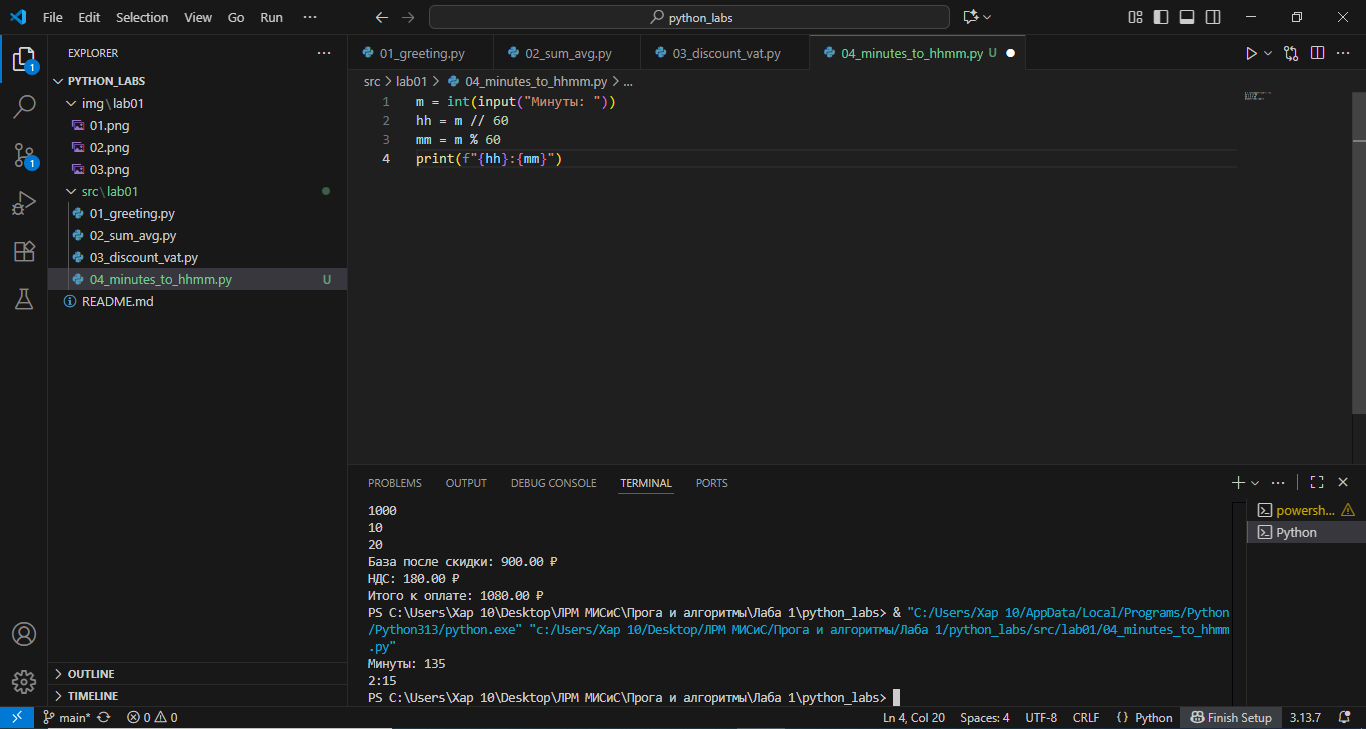 File Edit Selection View Go Run ···
python_labs
EXPLORER ···
PYTHON_LABS
img\lab01
01.png
02.png
03.png
src\lab01
01_greeting.py
02_sum_avg.py
03_discount_vat.py
04_minutes_to_hhmm.py U
README.md
OUTLINE
TIMELINE
01_greeting.py 02_sum_avg.py 03_discount_vat.py 04_minutes_to_hhmm.py U
src > lab01 > 04_minutes_to_hhmm.py > ...
1 m = int(input("Минуты: "))
2 hh = m // 60
3 mm = m % 60
4 print(f"{hh}:{mm}")
PROBLEMS OUTPUT DEBUG CONSOLE TERMINAL PORTS
1000
10
20
База после скидки: 900.00 ₽
НДС: 180.00 ₽
Итого к оплате: 1080.00 ₽
PS C:\Users\Хар 10\Desktop\ЛРМ МИСиС\Прога и алгоритмы\Лаба 1\python_labs> & "C:/Users/Хар 10/AppData/Local/Programs/Python
/Python313/python.exe" "c:/Users/Хар 10/Desktop/ЛРМ МИСиС/Прога и алгоритмы/Лаба 1/python_labs/src/lab01/04_minutes_to_hhmm
.py"
Минуты: 135
2:15
PS C:\Users\Хар 10\Desktop\ЛРМ МИСиС\Прога и алгоритмы\Лаба 1\python_labs>
powersh...
Python
1
1
main* 0 0 Ln 4, Col 20 Spaces: 4 UTF-8 CRLF {} Python Finish Setup 3.13.7